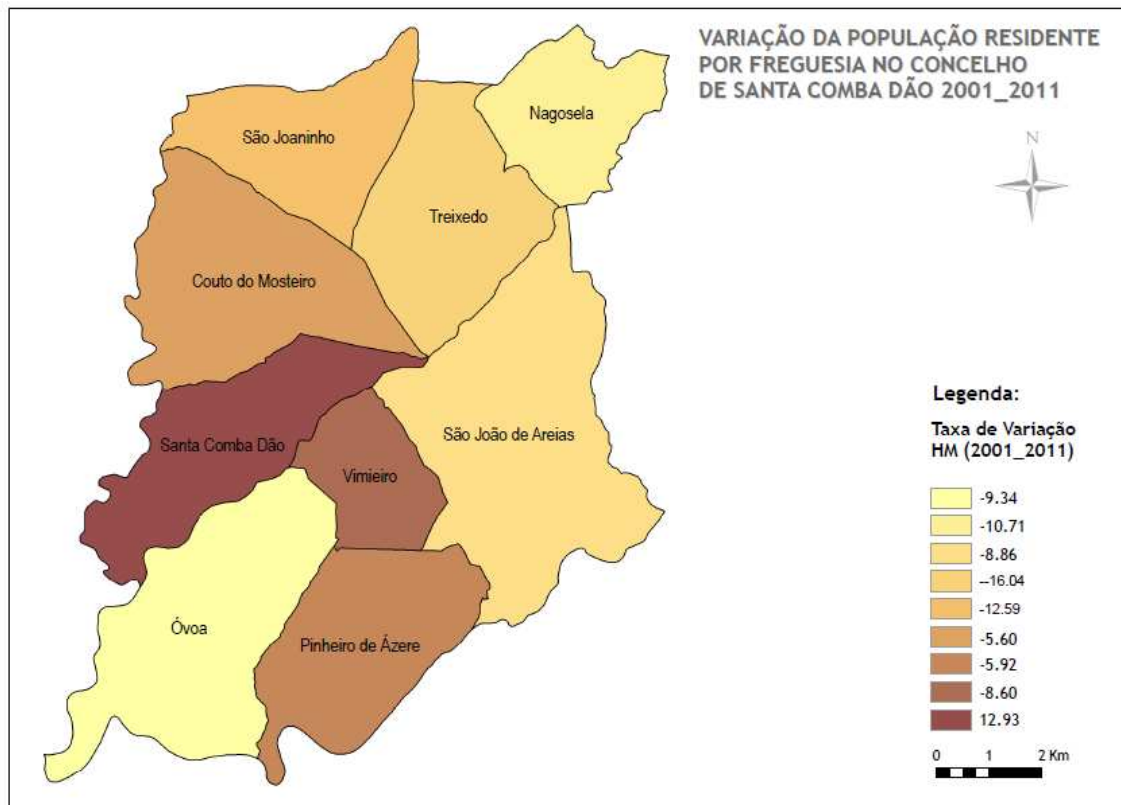 VARIAÇÃO DA POPULAÇÃO RESIDENTE
POR FREGUESIA NO CONCELHO
DE SANTA COMBA DÃO 2001_2011
N
Nagosela
São Joaninho
Treixedo
Couto do Mosteiro
Santa Comba Dão
São João de Areias
Vimieiro
Óvoa
Pinheiro de Ázere
Legenda:
Taxa de Variação
HM (2001_2011)
-9.34
-10.71
-8.86
--16.04
-12.59
-5.60
-5.92
-8.60
12.93
0 1 2 Km